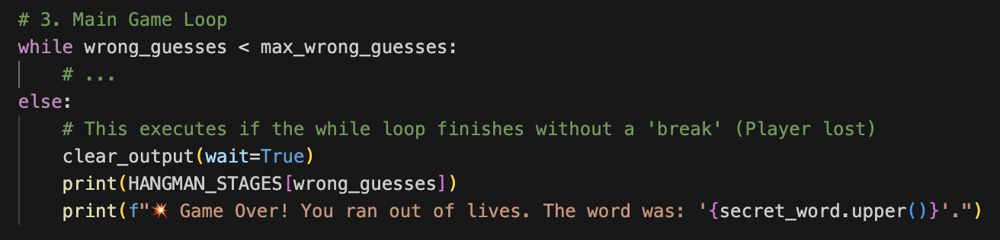 # 3. Main Game Loop
while wrong_guesses < max_wrong_guesses:
    # ...
else:
    # This executes if the while loop finishes without a 'break' (Player lost)
    clear_output(wait=True)
    print(HANGMAN_STAGES[wrong_guesses])
    print(f"💥 Game Over! You ran out of lives. The word was: '{secret_word.upper()}'.")